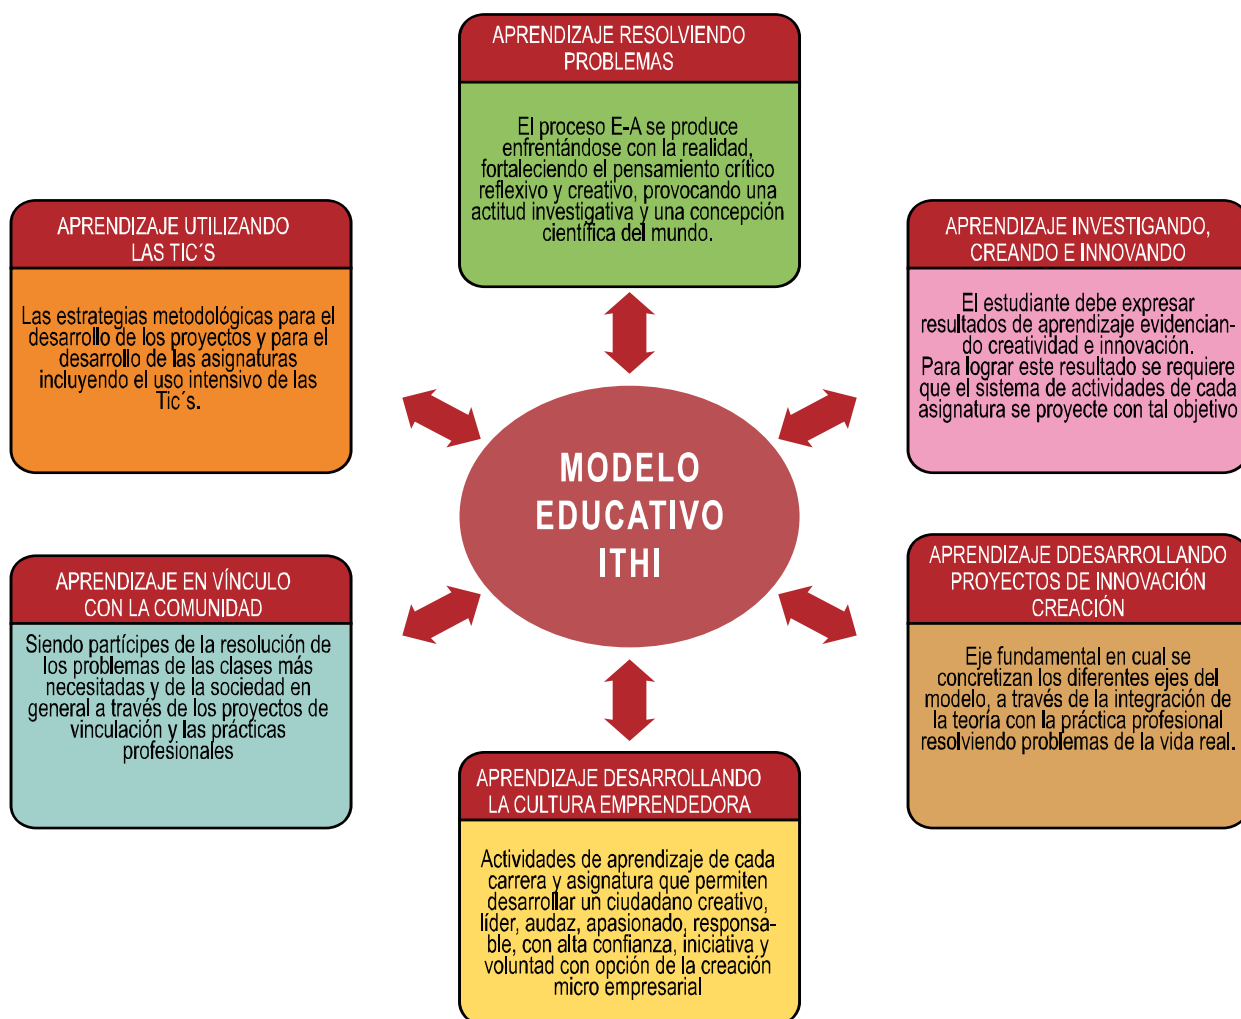 APRENDIZAJE RESOLVIENDO
PROBLEMAS
El proceso E-A se produce
enfrentándose con la realidad,
fortaleciendo el pensamiento crítico
reflexivo y creativo, provocando una
actitud investigativa y una concepción
científica del mundo.
APRENDIZAJE UTILIZANDO
LAS TIC´S
Las estrategias metodológicas para el
desarrollo de los proyectos y para el
desarrollo de las asignaturas
incluyendo el uso intensivo de las
Tic´s.
APRENDIZAJE INVESTIGANDO,
CREANDO E INNOVANDO
El estudiante debe expresar
resultados de aprendizaje evidencian-
do creatividad e innovación.
Para lograr este resultado se requiere
que el sistema de actividades de cada
asignatura se proyecte con tal objetivo
MODELO
EDUCATIVO
ITHI
APRENDIZAJE EN VÍNCULO
CON LA COMUNIDAD
Siendo partícipes de la resolución de
los problemas de las clases más
necesitadas y de la sociedad en
general a través de los proyectos de
vinculación y las prácticas
profesionales
APRENDIZAJE DDESARROLLANDO
PROYECTOS DE INNOVACIÓN
CREACIÓN
Eje fundamental en cual se
concretizan los diferentes ejes del
modelo, a través de la integración de
la teoría con la práctica profesional
resolviendo problemas de la vida real.
APRENDIZAJE DESARROLLANDO
LA CULTURA EMPRENDEDORA
Actividades de aprendizaje de cada
carrera y asignatura que permiten
desarrollar un ciudadano creativo,
líder, audaz, apasionado, responsa-
ble, con alta confianza, iniciativa y
voluntad con opción de la creación
micro empresarial